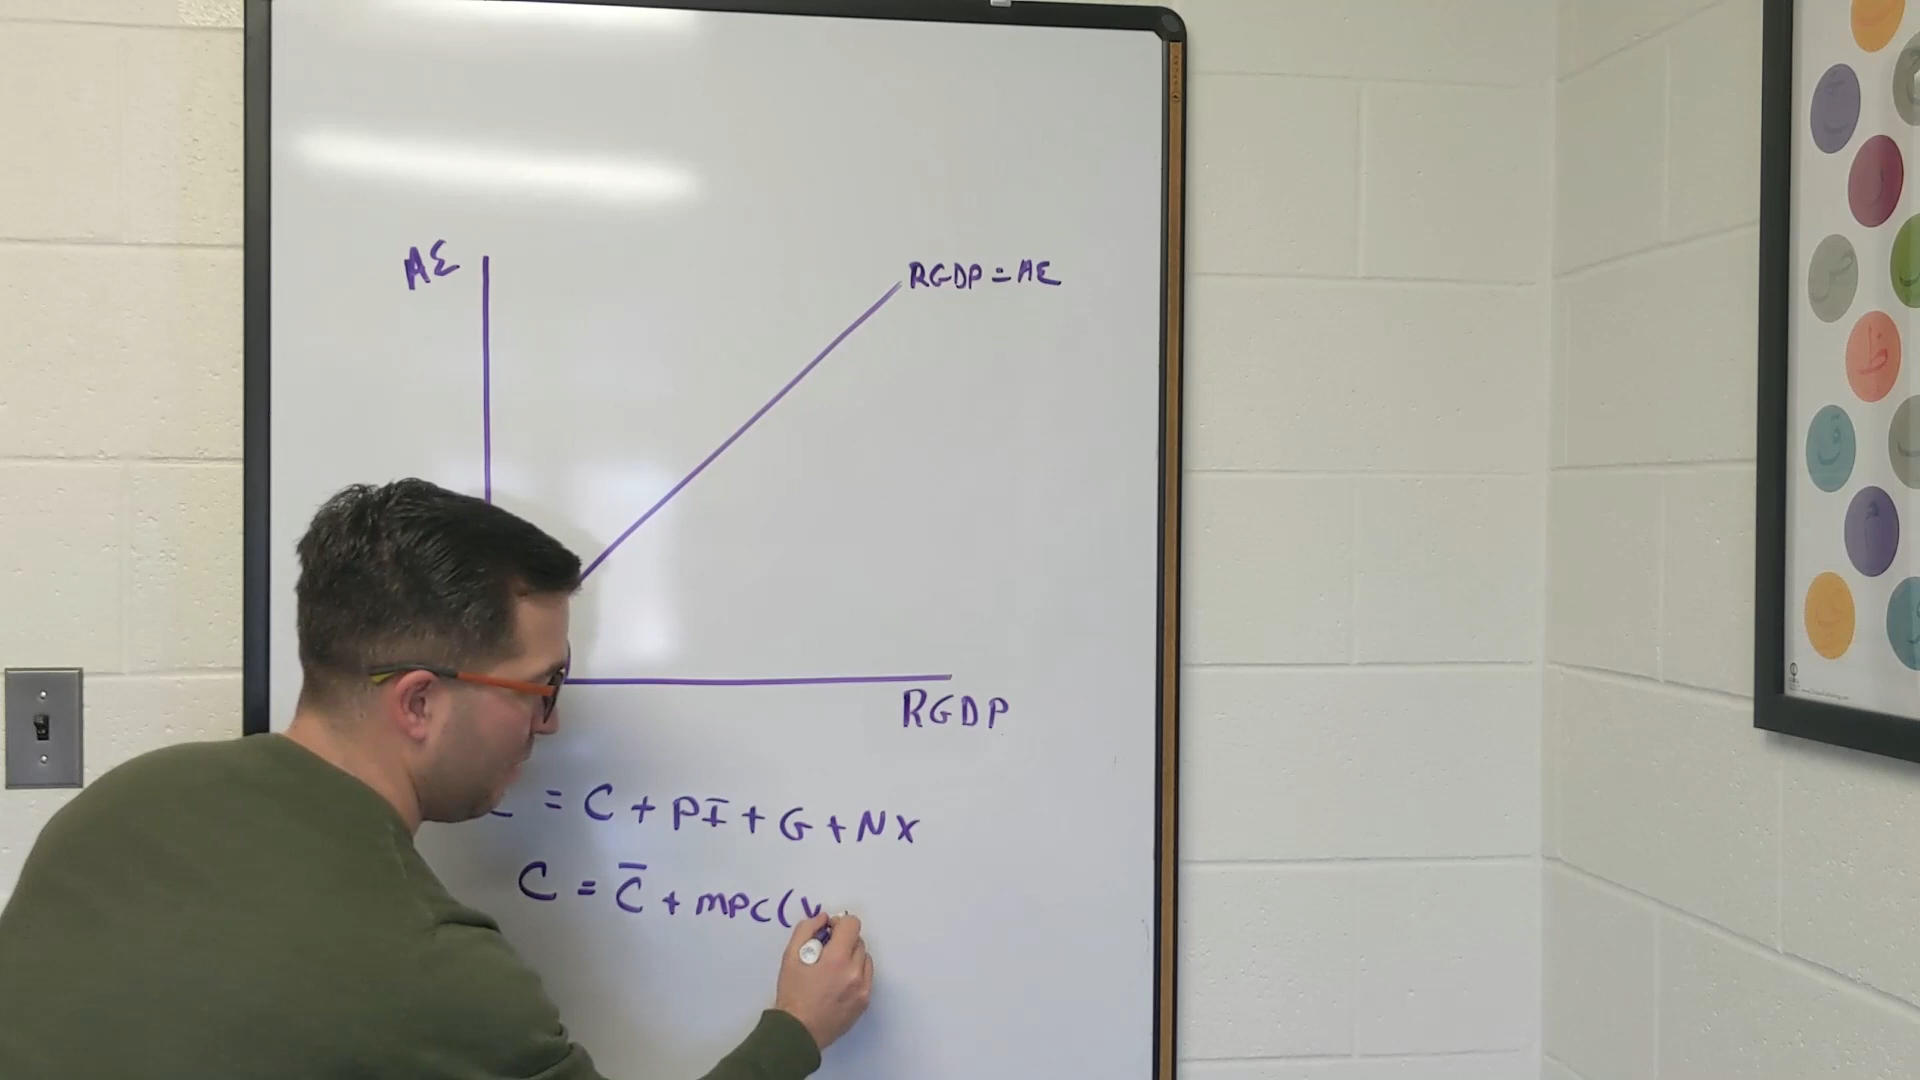 AE
RGDP = AE
RGDP
= C + PI + G + NX
C = C̅ + MPC(Y
ظ